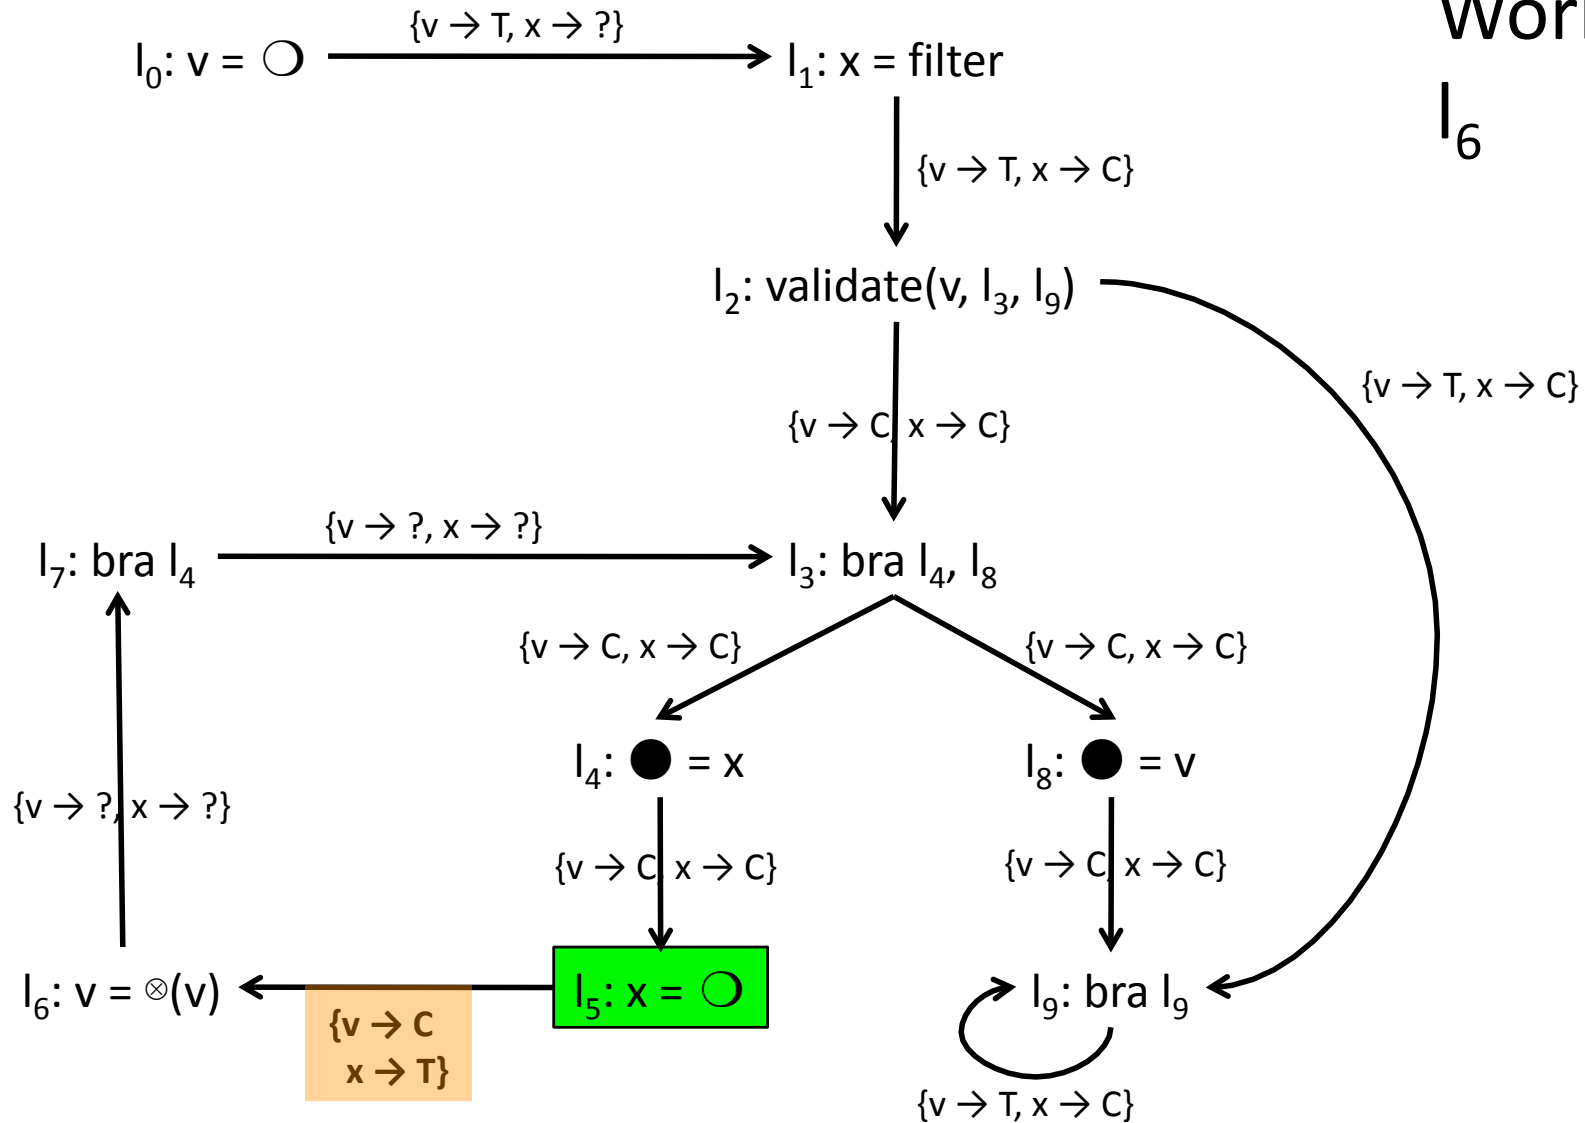 {v → T, x → ?}
l0: v = ❍
l1: x = filter
l6
{v → T, x → C}
l2: validate(v, l3, l9)
{v → T, x → C}
{v → C, x → C}
{v → ?, x → ?}
l7: bra l4
l3: bra l4, l8
{v → C, x → C}
{v → C, x → C}
l4: ● = x
l8: ● = v
{v → ?, x → ?}
{v → C, x → C}
{v → C, x → C}
l6: v = ⊗(v)
l5: x = ❍
l9: bra l9
{v → C
x → T}
{v → T, x → C}